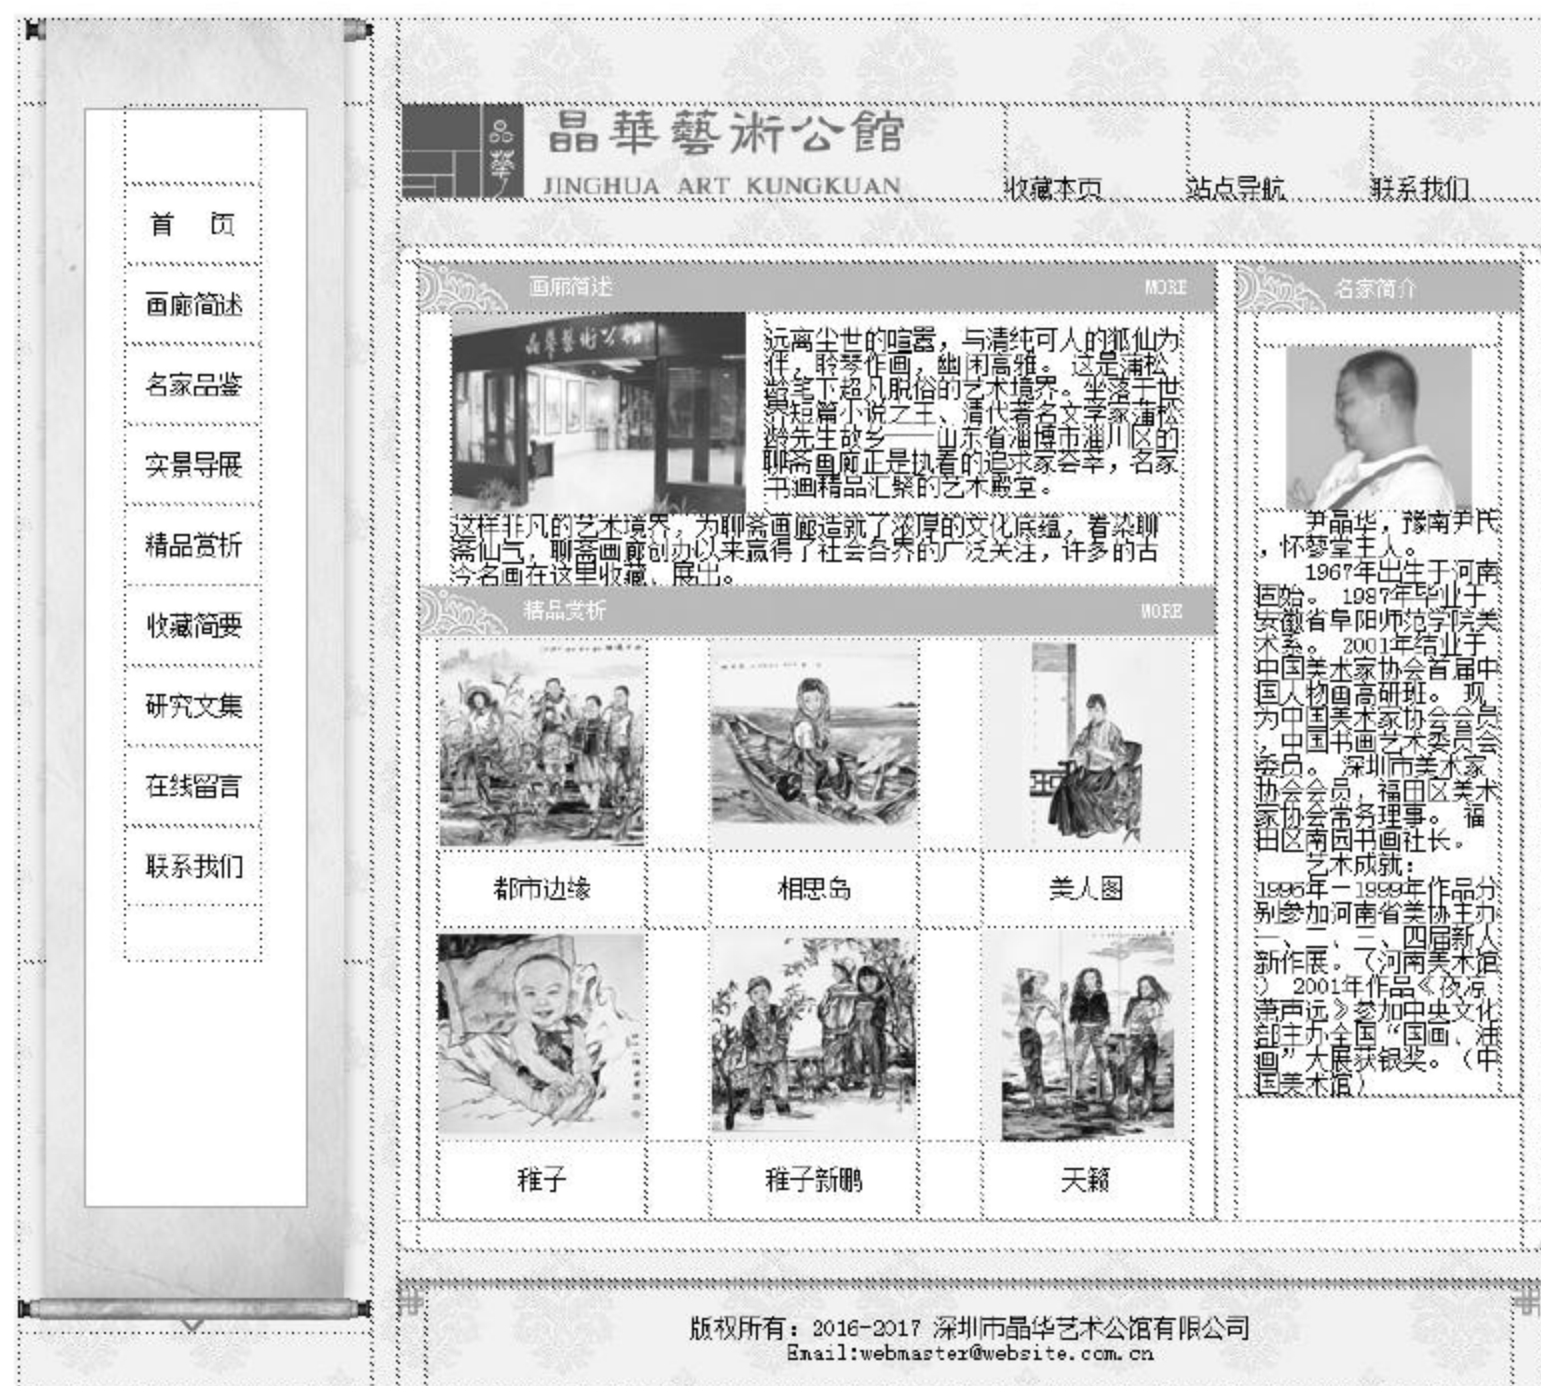 首 页
画廊简述
名家品鉴
实景导展
精品赏析
收藏简要
研究文集
在线留言
联系我们
晶華
晶華藝術公館
JINGHUA ART KUNGKUAN
收藏本页
站点导航
联系我们
画廊简述
MORE
晶華藝術公館
远离尘世的喧嚣，与清纯可人的狐仙为
伴，聆琴作画，幽闲高雅。 这是蒲松
龄笔下超凡脱俗的艺术境界。坐落于世
界短篇小说之王、清代著名文学家蒲松
龄先生故乡——山东省淄博市淄川区的
聊斋画廊正是执着的追求家荟萃，名家
书画精品汇聚的艺术殿堂。
这样非凡的艺术境界，为聊斋画廊造就了浓厚的文化底蕴，着染聊
斋仙气，聊斋画廊创办以来赢得了社会各界的广泛关注，许多的古
今名画在这里收藏、展出。
精品赏析
MORE
都市边缘
相思岛
美人图
稚子
稚子新鹏
天籁
名家简介
尹晶华，豫南尹氏
，怀蓼堂主人。
1967年出生于河南
固始。 1987年毕业于
安徽省阜阳师范学院美
术系。 2001年结业于
中国美术家协会首届中
国人物画高研班。 现
为中国美术家协会会员
，中国书画艺术委员会
委员。 深圳市美术家
协会会员，福田区美术
家协会常务理事。 福
田区南园书画社长。
艺术成就：
1996年－1999年作品分
别参加河南省美协主办
一、二、三、四届新人
新作展。（河南美术馆
） 2001年作品《夜凉
萧声远》参加中央文化
部主办全国“国画、油
画”大展获银奖。（中
国美术馆）
版权所有：2016-2017 深圳市晶华艺术公馆有限公司
Email:webmaster@website.com.cn